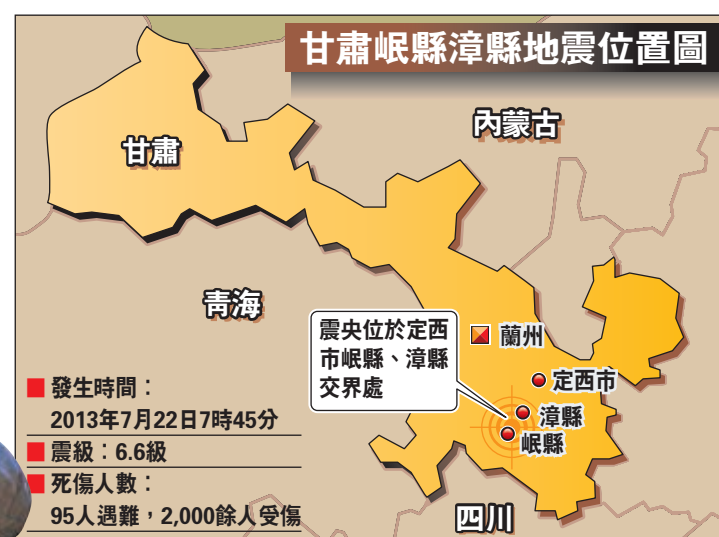 甘肅岷縣漳縣地震位置圖
內蒙古
甘肅
青海
震央位於定西
市岷縣、漳縣
交界處
蘭州
定西市
漳縣
岷縣
四川
發生時間：
2013年7月22日7時45分
震級：6.6級
死傷人數：
95人遇難，2,000餘人受傷